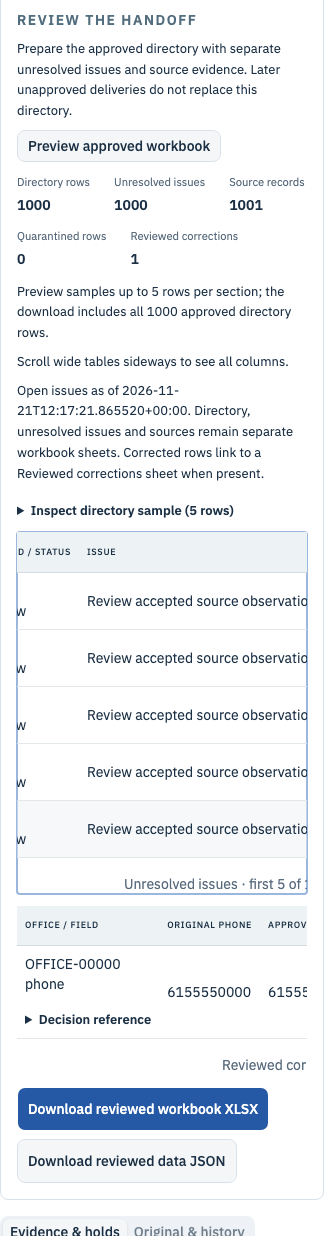 REVIEW THE HANDOFF
Prepare the approved directory with separate
unresolved issues and source evidence. Later
unapproved deliveries do not replace this
directory.
Preview approved workbook
Directory rows Unresolved issues Source records
1000 1000 1001
Quarantined rows Reviewed corrections
0 1
Preview samples up to 5 rows per section; the
download includes all 1000 approved directory
rows.
Scroll wide tables sideways to see all columns.
Open issues as of 2026-11-
21T12:17:21.865520+00:00. Directory,
unresolved issues and sources remain separate
workbook sheets. Corrected rows link to a
Reviewed corrections sheet when present.
Inspect directory sample (5 rows)
D / STATUS ISSUE
Review accepted source observatio
w
Review accepted source observatio
w
Review accepted source observatio
w
Review accepted source observatio
w
Review accepted source observatio
w
Unresolved issues · first 5 of
OFFICE / FIELD ORIGINAL PHONE APPROV
OFFICE-00000
phone
6155550000 6155
Decision reference
Reviewed cor
Download reviewed workbook XLSX
Download reviewed data JSON
Evidence & holds Original & history